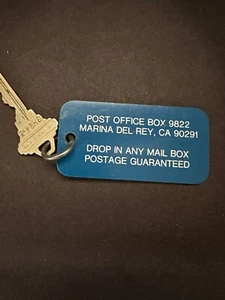 POST OFFICE BOX 9822
MARINA DEL REY, CA 90291
DROP IN ANY MAIL BOX
POSTAGE GUARANTEED